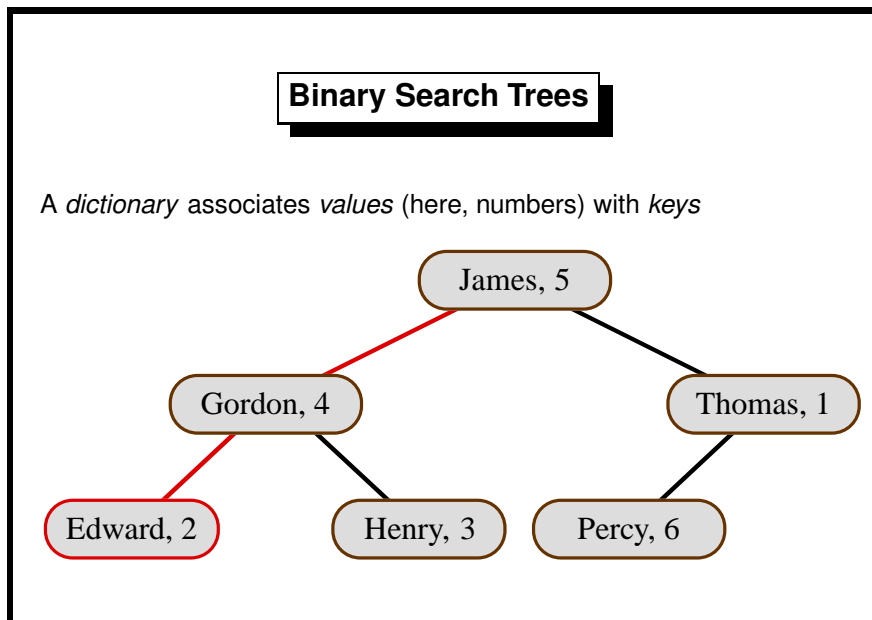 Binary Search Trees
A dictionary associates values (here, numbers) with keys
James, 5
Gordon, 4
Thomas, 1
Edward, 2
Henry, 3
Percy, 6